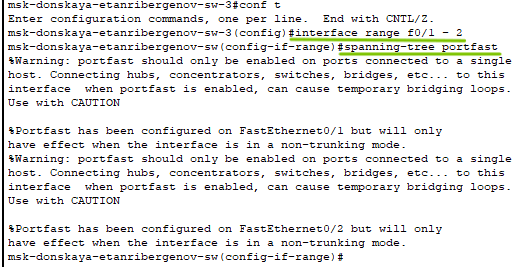 msk-donskaya-etanribergenov-sw-3#conf t
Enter configuration commands, one per line.  End with CNTL/Z.
msk-donskaya-etanribergenov-sw-3(config)#interface range f0/1 - 2
msk-donskaya-etanribergenov-sw(config-if-range)#spanning-tree portfast
%Warning: portfast should only be enabled on ports connected to a single
host. Connecting hubs, concentrators, switches, bridges, etc... to this
interface  when portfast is enabled, can cause temporary bridging loops.
Use with CAUTION
%Portfast has been configured on FastEthernet0/1 but will only
have effect when the interface is in a non-trunking mode.
%Warning: portfast should only be enabled on ports connected to a single
host. Connecting hubs, concentrators, switches, bridges, etc... to this
interface  when portfast is enabled, can cause temporary bridging loops.
Use with CAUTION
%Portfast has been configured on FastEthernet0/2 but will only
have effect when the interface is in a non-trunking mode.
msk-donskaya-etanribergenov-sw(config-if-range)#